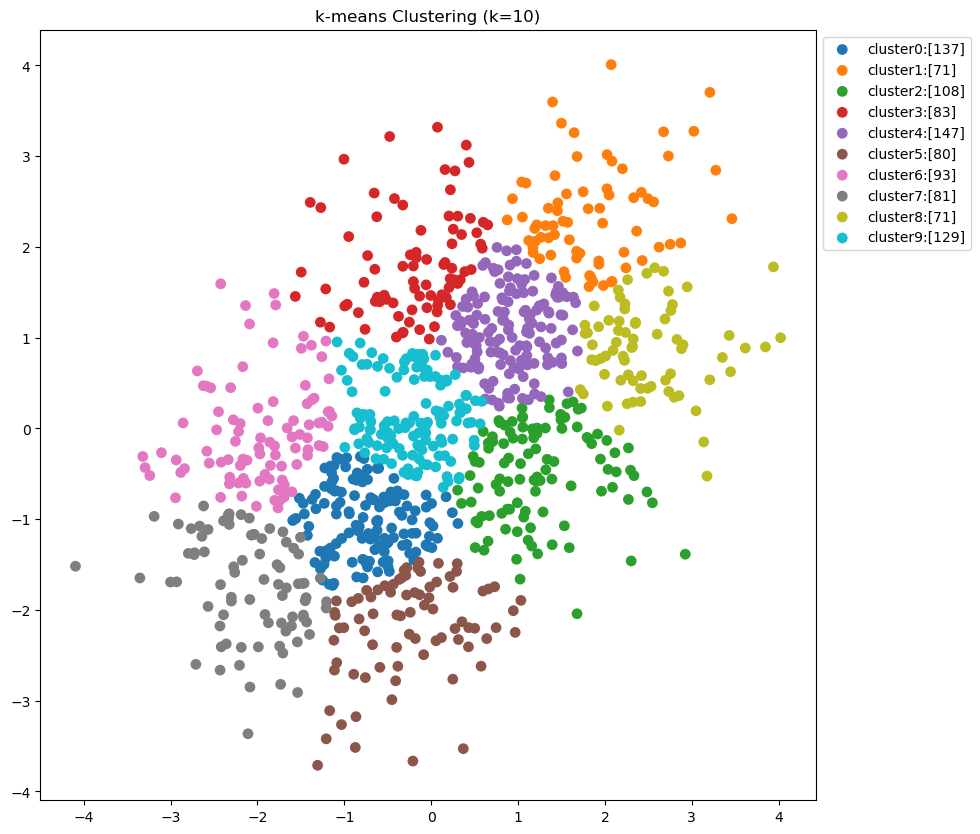 k-means Clustering (k=10)
cluster0:[137]
cluster1:[71]
cluster2:[108]
cluster3:[83]
cluster4:[147]
cluster5:[80]
cluster6:[93]
cluster7:[81]
cluster8:[71]
cluster9:[129]
4
3
2
1
0
−1
−2
−3
−4
−4 −3 −2 −1 0 1 2 3 4